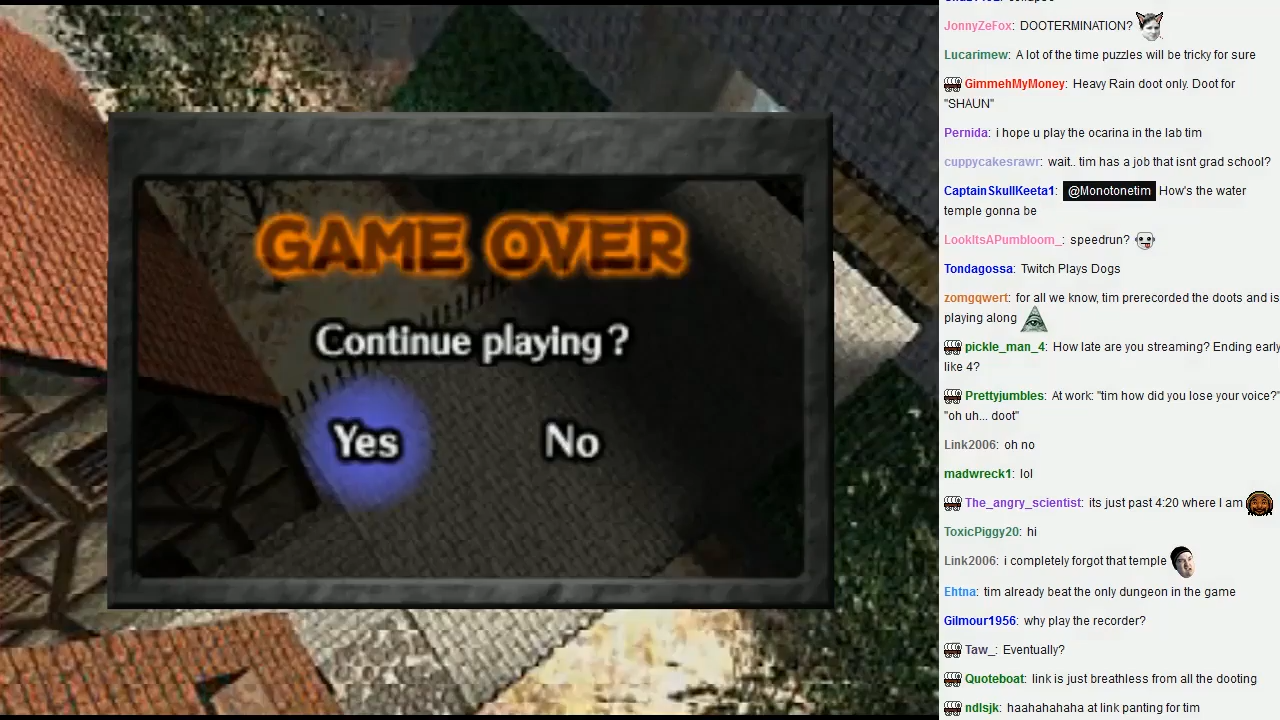 GAME OVER
Continue playing?
Yes No
JonnyZeFox: DOOTERMINATION?
Lucarimew: A lot of the time puzzles will be tricky for sure
GimmehMyMoney: Heavy Rain doot only. Doot for
"SHAUN"
Pernida: i hope u play the ocarina in the lab tim
cuppycakesrawr: wait.. tim has a job that isnt grad school?
CaptainSkullKeeta1: @Monotonetim How's the water
temple gonna be
LookItsAPumbloom_: speedrun?
Tondagossa: Twitch Plays Dogs
zomgqwert: for all we know, tim prerecorded the doots and is
playing along
pickle_man_4: How late are you streaming? Ending early
like 4?
Prettyjumbles: At work: "tim how did you lose your voice?"
"oh uh... doot"
Link2006: oh no
madwreck1: lol
The_angry_scientist: its just past 4:20 where I am
ToxicPiggy20: hi
Link2006: i completely forgot that temple
Ehtna: tim already beat the only dungeon in the game
Gilmour1956: why play the recorder?
Taw_: Eventually?
Quoteboat: link is just breathless from all the dooting
ndlsjk: haahahahaha at link panting for tim